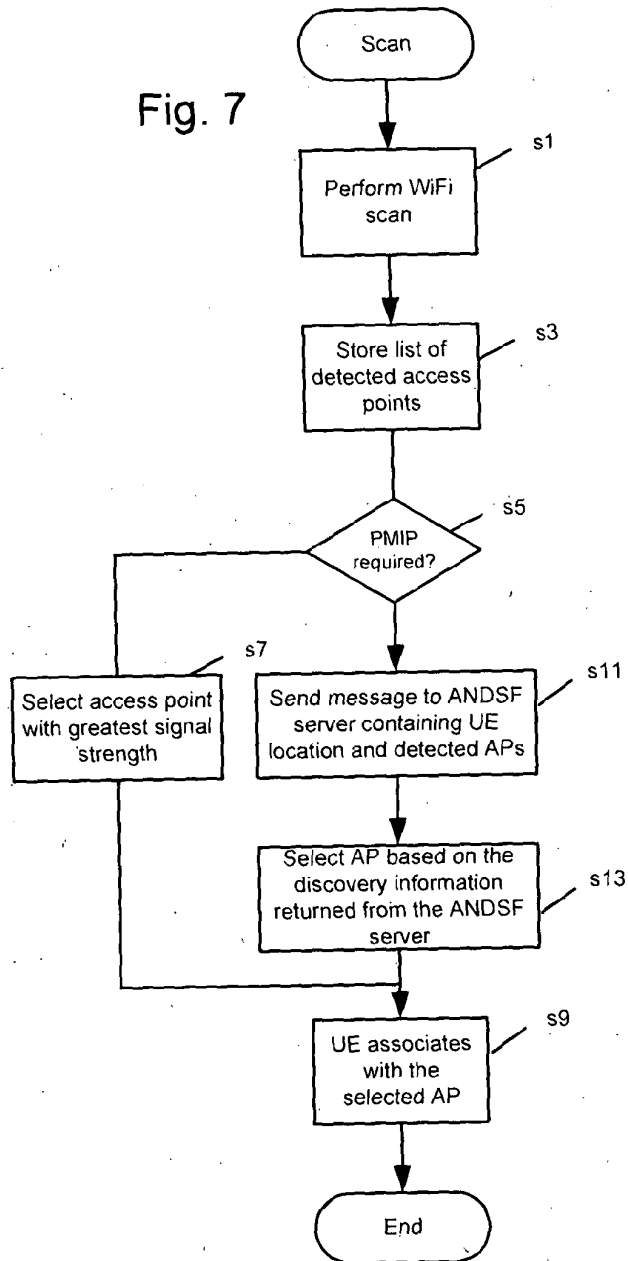 Scan
Fig. 7
s1
Perform WiFi
scan
s3
Store list of
detected access
points
s5
PMIP
required?
s7
Select access point
with greatest signal
strength
s11
Send message to ANDSF
server containing UE
location and detected APs
Select AP based on the
discovery information
returned from the ANDSF
server
s13
s9
UE associates
with the
selected AP
End